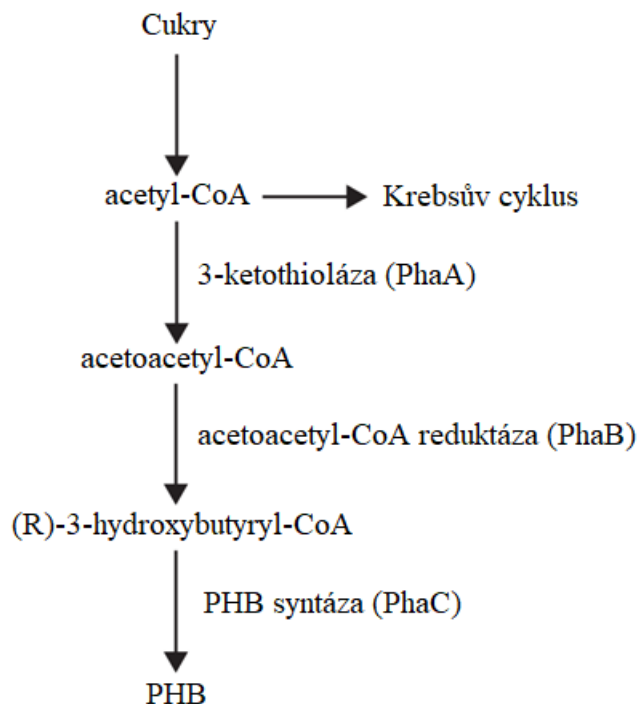 Cukry
acetyl-CoA
Krebsův cyklus
3-ketothioláza (PhaA)
acetoacetyl-CoA
acetoacetyl-CoA reduktáza (PhaB)
(R)-3-hydroxybutyryl-CoA
PHB syntáza (PhaC)
PHB